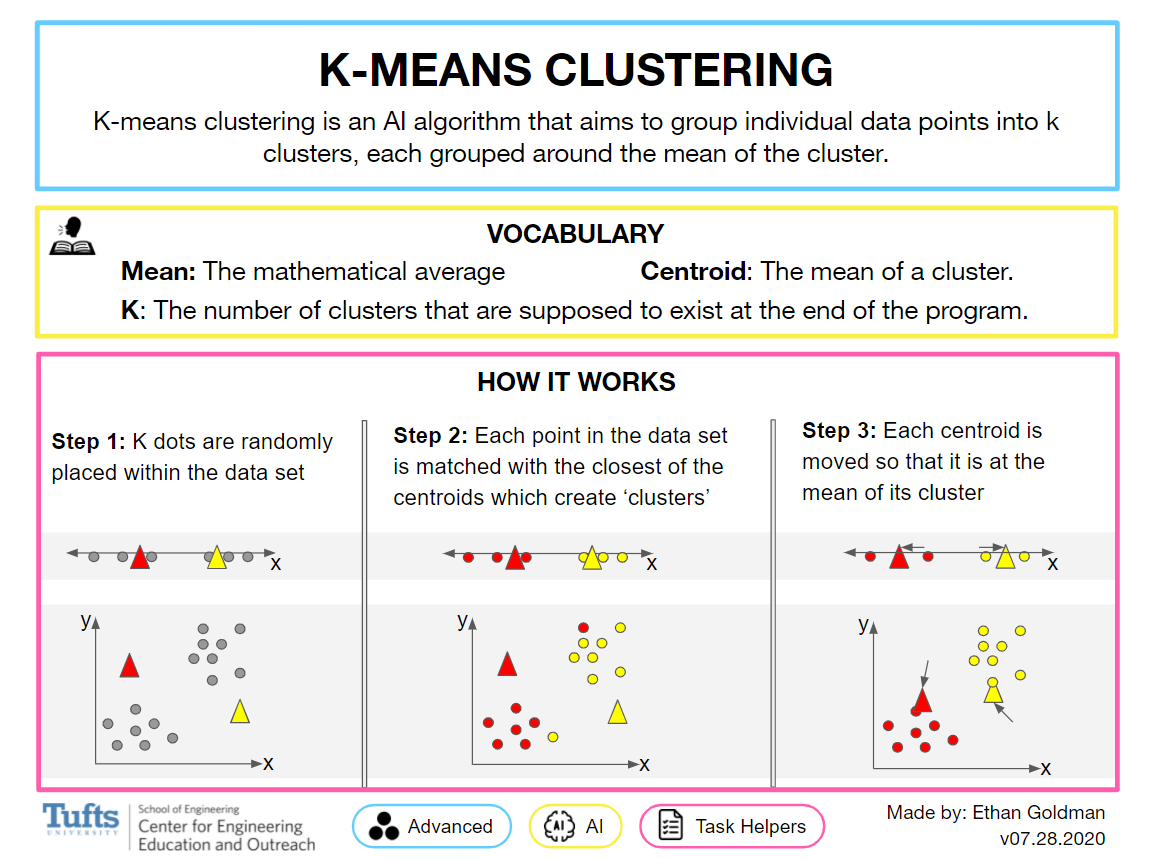 K-MEANS CLUSTERING
K-means clustering is an AI algorithm that aims to group individual data points into k
clusters, each grouped around the mean of the cluster.
VOCABULARY
Mean: The mathematical average
Centroid: The mean of a cluster.
K: The number of clusters that are supposed to exist at the end of the program.
HOW IT WORKS
Step 1: K dots are randomly
placed within the data set
x
y
x
Step 2: Each point in the data set
is matched with the closest of the
centroids which create ‘clusters’
x
y
x
Step 3: Each centroid is
moved so that it is at the
mean of its cluster
x
y
x
Tufts
UNIVERSITY
School of Engineering
Center for Engineering
Education and Outreach
Advanced
AI
AI
Task Helpers
Made by: Ethan Goldman
v07.28.2020